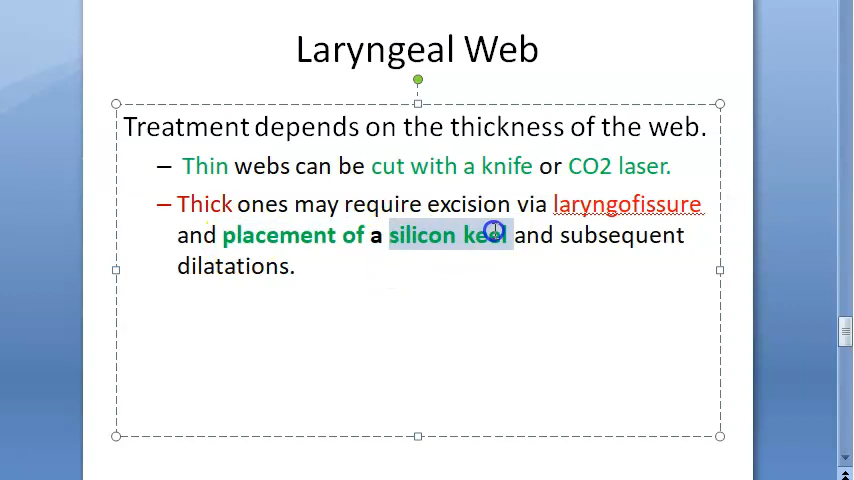 Laryngeal Web
Treatment depends on the thickness of the web.
– Thin webs can be cut with a knife or CO2 laser.
– Thick ones may require excision via laryngofissure
and placement of a silicon keel and subsequent
dilatations.